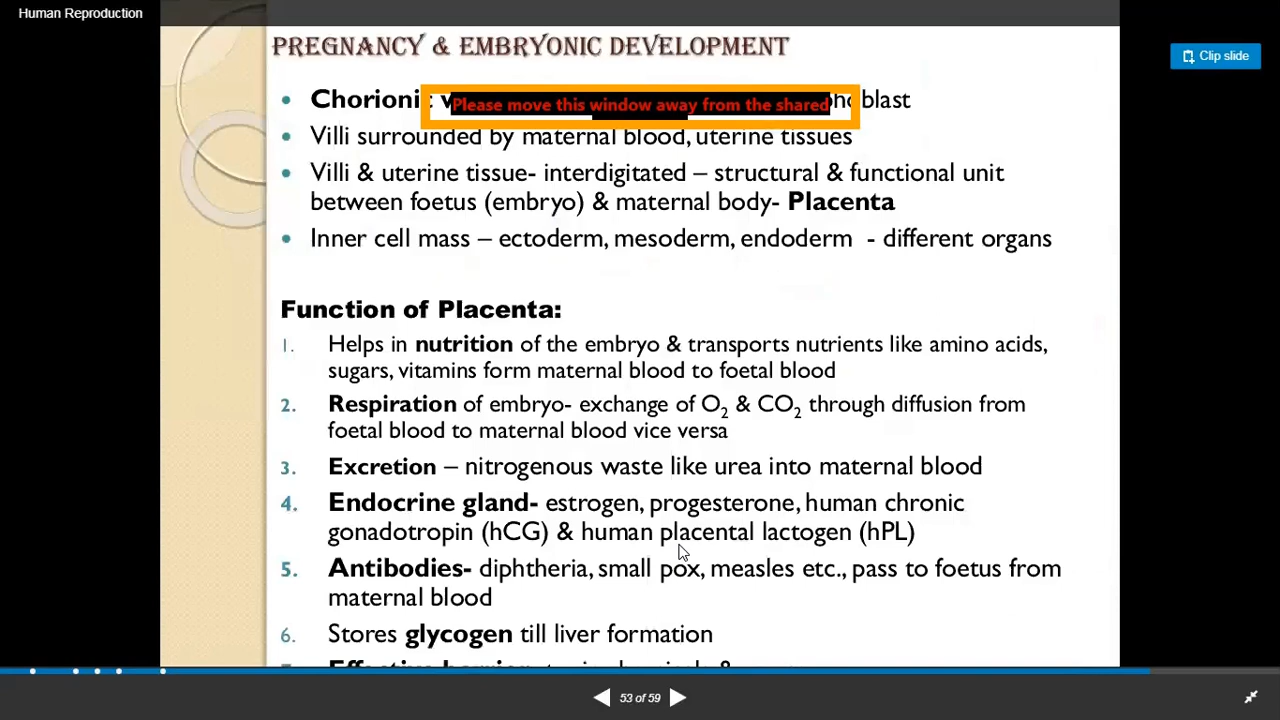 Human Reproduction
PREGNANCY & EMBRYONIC DEVELOPMENT
Clip slide
• Chorionic
Please move this window away from the shared
• Villi surrounded by maternal blood, uterine tissues
• Villi & uterine tissue- interdigitated – structural & functional unit
between foetus (embryo) & maternal body- Placenta
• Inner cell mass – ectoderm, mesoderm, endoderm - different organs
Function of Placenta:
1. Helps in nutrition of the embryo & transports nutrients like amino acids,
sugars, vitamins form maternal blood to foetal blood
2. Respiration of embryo- exchange of O₂ & CO₂ through diffusion from
foetal blood to maternal blood vice versa
3. Excretion – nitrogenous waste like urea into maternal blood
4. Endocrine gland- estrogen, progesterone, human chronic
gonadotropin (hCG) & human placental lactogen (hPL)
5. Antibodies- diphtheria, small pox, measles etc., pass to foetus from
maternal blood
6. Stores glycogen till liver formation
53 of 59